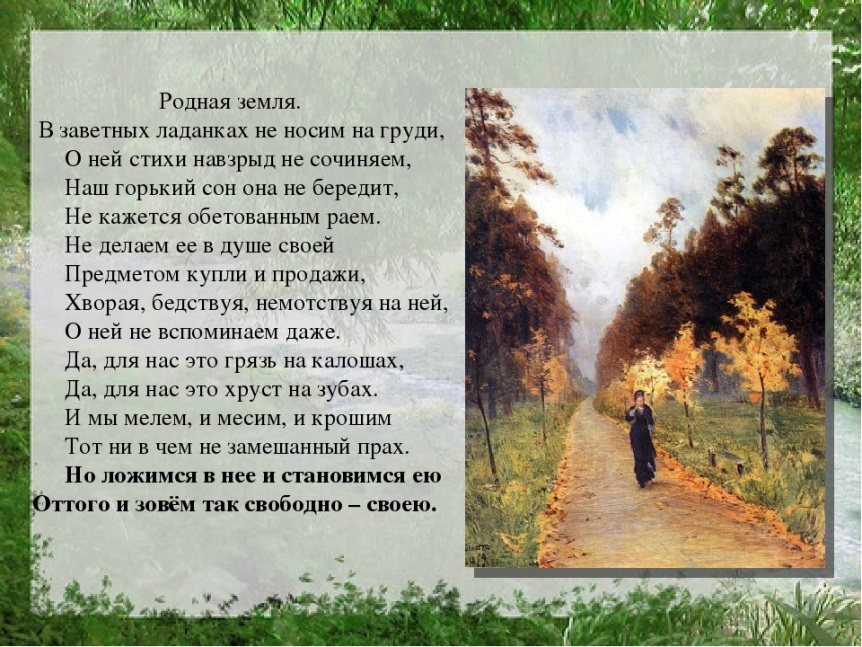 Родная земля.
В заветных ладанках не носим на груди,
О ней стихи навзрыд не сочиняем,
Наш горький сон она не бередит,
Не кажется обетованным раем.
Не делаем ее в душе своей
Предметом купли и продажи,
Хворая, бедствуя, немотствуя на ней,
О ней не вспоминаем даже.
Да, для нас это грязь на калошах,
Да, для нас это хруст на зубах.
И мы мелем, и месим, и крошим
Тот ни в чем не замешанный прах.
Но ложимся в нее и становимся ею
Оттого и зовём так свободно – своею.